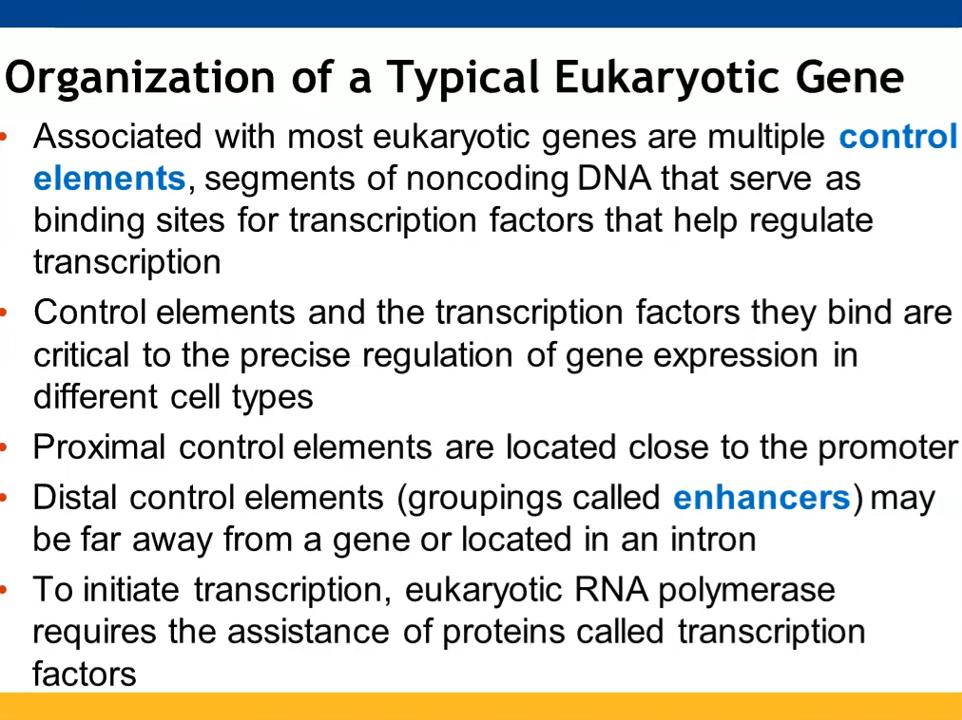 Organization of a Typical Eukaryotic Gene
• Associated with most eukaryotic genes are multiple control
elements, segments of noncoding DNA that serve as
binding sites for transcription factors that help regulate
transcription
• Control elements and the transcription factors they bind are
critical to the precise regulation of gene expression in
different cell types
• Proximal control elements are located close to the promoter
• Distal control elements (groupings called enhancers) may
be far away from a gene or located in an intron
• To initiate transcription, eukaryotic RNA polymerase
requires the assistance of proteins called transcription
factors